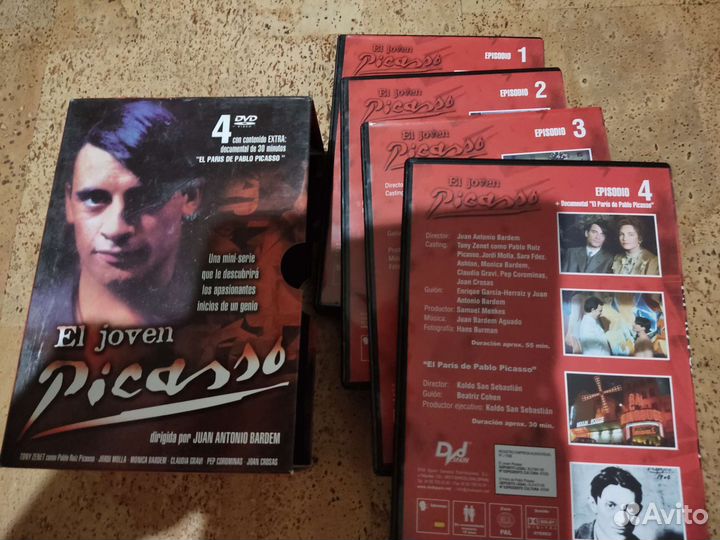 4 DVD
con contenido EXTRA:
documental de 30 minutos
"EL PARIS DE PABLO PICASSO"
Una mini-serie
que le descubrirá
los apasionantes
inicios de un genio
El joven
Picasso
dirigida por JUAN ANTONIO BARDEM
TONY ZENET como Pablo Ruiz Picasso JORDI MOLLA MONICA BARDEM CLAUDIA GRAVI PEP COROMINAS JOAN CROSAS
El joven
Picasso
EPISODIO 1
El joven
Picasso
EPISODIO 2
El joven
Picasso
EPISODIO 3
El joven
Picasso
EPISODIO 4
+ Documental "El París de Pablo Picasso"
Director: Juan Antonio Bardem
Casting: Tony Zenet como Pablo Ruiz
Picasso, Jordi Molla, Sara Fdez.
Ashton, Monica Bardem,
Claudia Gravi, Pep Corominas,
Joan Crosas
Guión: Enrique García-Herraiz y Juan
Antonio Bardem
Productor: Samuel Menkes
Música: Juan Bardem Aguado
Fotografía: Hans Burman
Duración aprox. 55 min.
"El París de Pablo Picasso"
Director: Koldo San Sebastián
Guión: Beatriz Cohen
Productor ejecutivo: Koldo San Sebastián
Duración aprox. 30 min.
PAL
DOLBY
STEREO
Avito